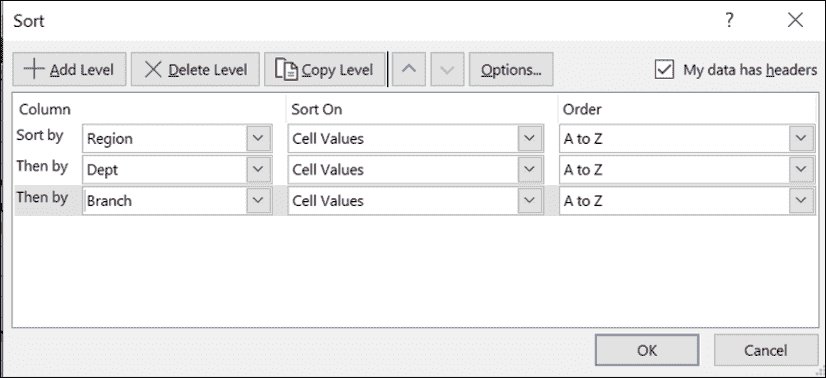 Sort ?
Add Level Delete Level Copy Level Options... My data has headers
Column Sort On Order
Sort by Region Cell Values A to Z
Then by Dept Cell Values A to Z
Then by Branch Cell Values A to Z
OK Cancel